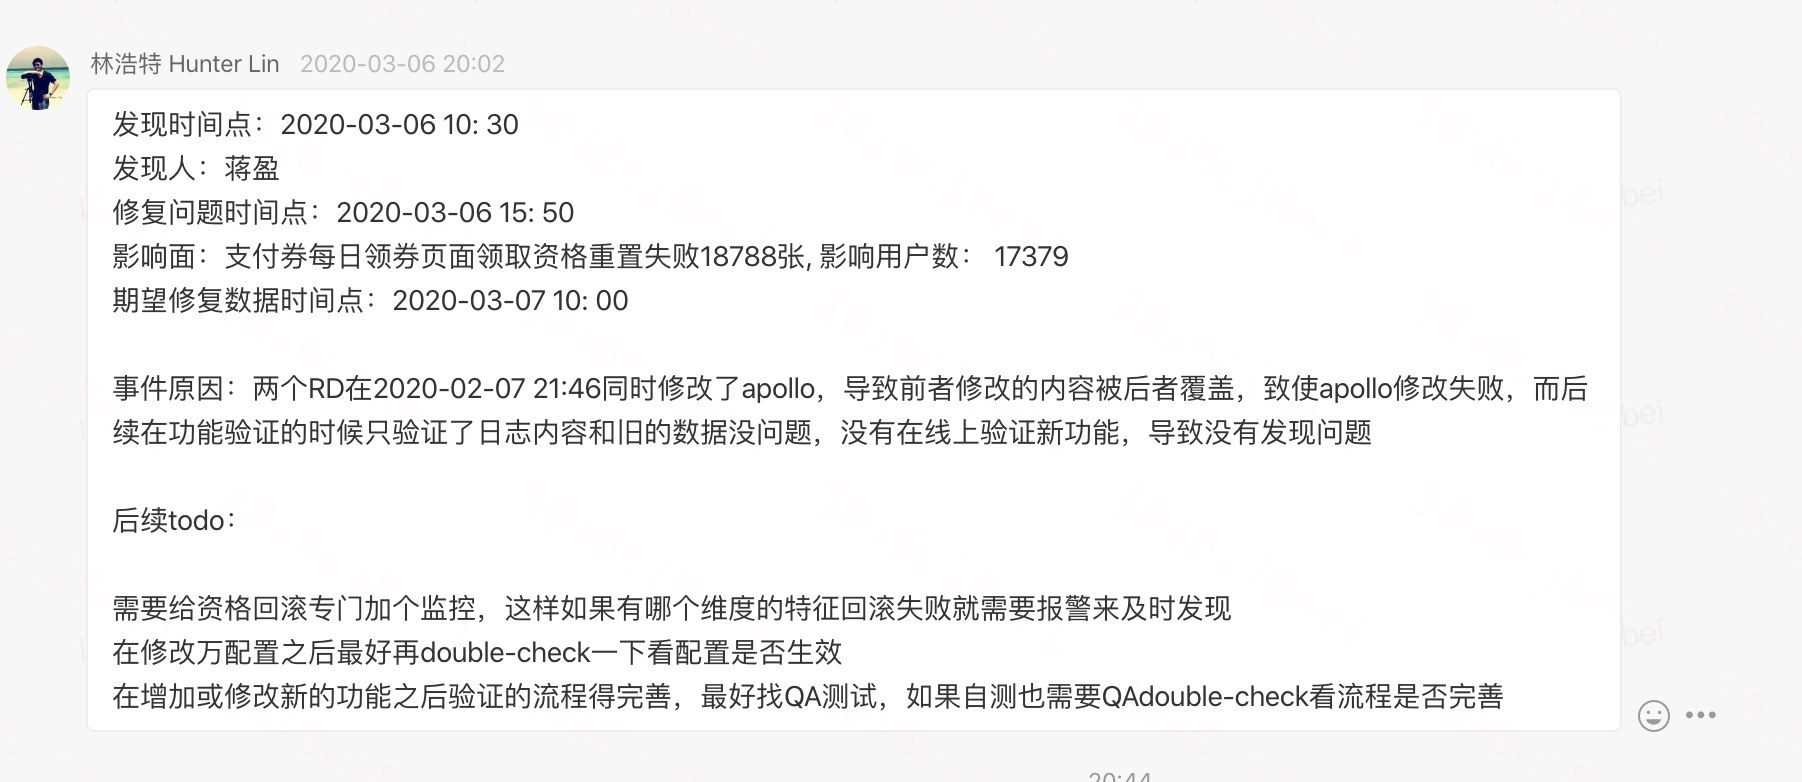 林浩特 Hunter Lin 2020-03-06 20:02
发现时间点：2020-03-06 10: 30
发现人：蒋盈
修复问题时间点：2020-03-06 15: 50
影响面：支付券每日领券页面领取资格重置失败18788张, 影响用户数： 17379
期望修复数据时间点：2020-03-07 10: 00
事件原因：两个RD在2020-02-07 21:46同时修改了apollo，导致前者修改的内容被后者覆盖，致使apollo修改失败，而后
续在功能验证的时候只验证了日志内容和旧的数据没问题，没有在线上验证新功能，导致没有发现问题
后续todo：
需要给资格回滚专门加个监控，这样如果有哪个维度的特征回滚失败就需要报警来及时发现
在修改万配置之后最好再double-check一下看配置是否生效
在增加或修改新的功能之后验证的流程得完善，最好找QA测试，如果自测也需要QAdouble-check看流程是否完善
20:44